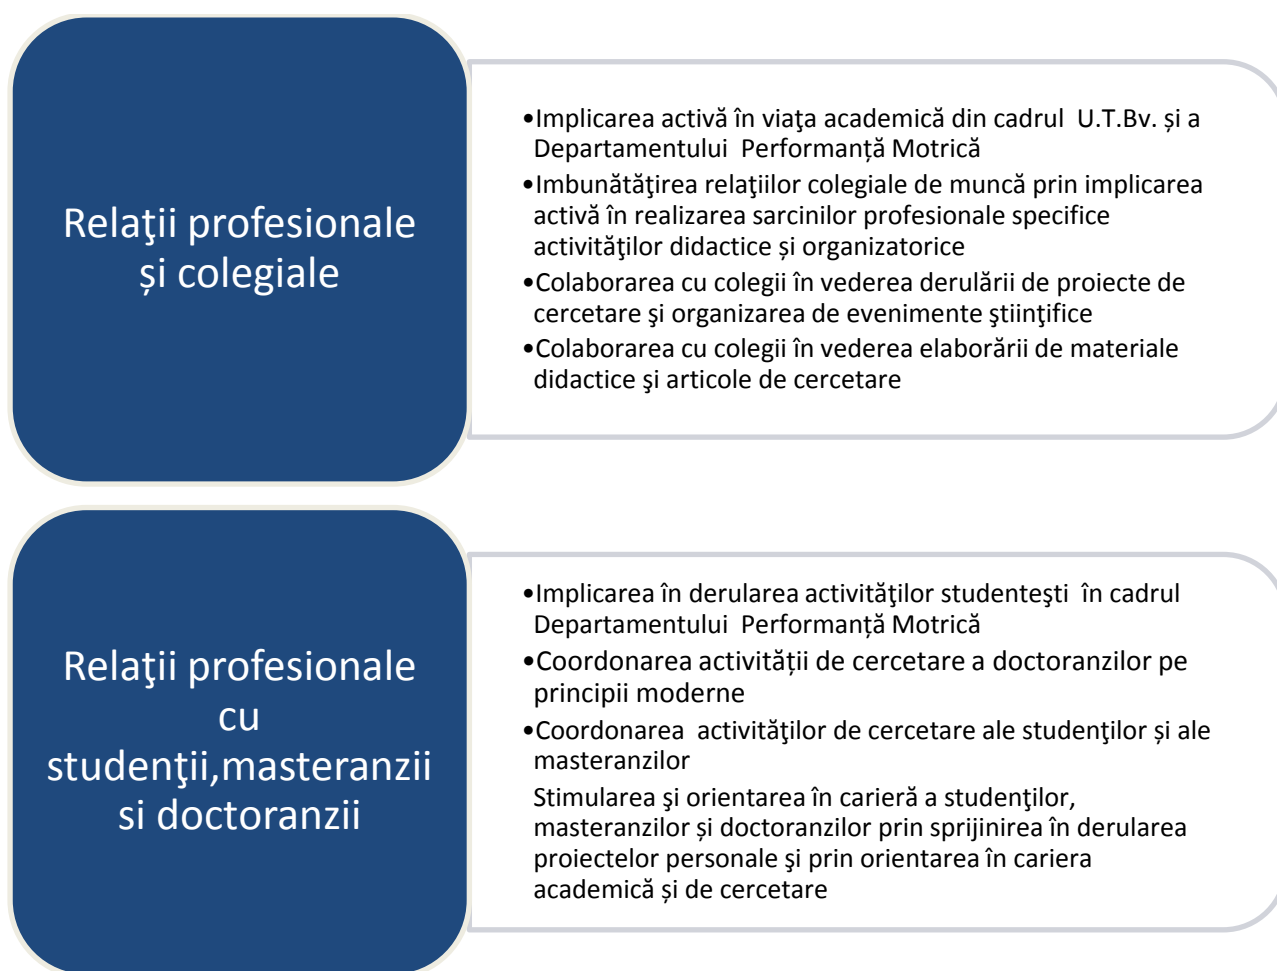 Relaţii profesionale
și colegiale
•Implicarea activă în viaţa academică din cadrul  U.T.Bv. și a
Departamentului  Performanță Motrică
•Imbunătăţirea relaţiilor colegiale de muncă prin implicarea
activă în realizarea sarcinilor profesionale specifice
activităţilor didactice și organizatorice
•Colaborarea cu colegii în vederea derulării de proiecte de
cercetare şi organizarea de evenimente ştiinţifice
•Colaborarea cu colegii în vederea elaborării de materiale
didactice şi articole de cercetare
Relaţii profesionale
cu
studenţii,masteranzii
si doctoranzii
•Implicarea în derularea activităţilor studenteşti  în cadrul
Departamentului  Performanță Motrică
•Coordonarea activității de cercetare a doctoranzilor pe
principii moderne
•Coordonarea  activităţilor de cercetare ale studenţilor și ale
masteranzilor
Stimularea şi orientarea în carieră a studenţilor,
masteranzilor și doctoranzilor prin sprijinirea în derularea
proiectelor personale şi prin orientarea în cariera
academică și de cercetare